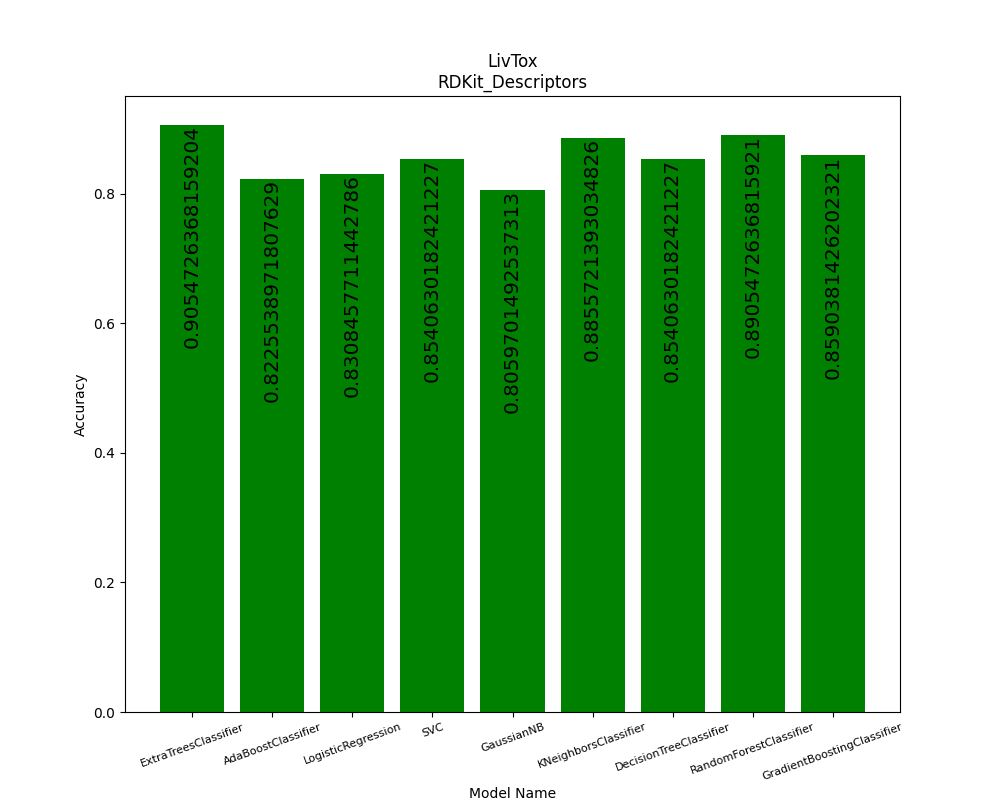 LivTox
RDKit_Descriptors
Accuracy
0.8
0.6
0.4
0.2
0.0
0.9054726368159204
0.8225538971807629
0.8308457711442786
0.8540630182421227
0.8059701492537313
0.8855721393034826
0.8540630182421227
0.8905472636815921
0.8590381426202321
ExtraTreesClassifier
AdaBoostClassifier
LogisticRegression
SVC
GaussianNB
KNeighborsClassifier
DecisionTreeClassifier
RandomForestClassifier
GradientBoostingClassifier
Model Name